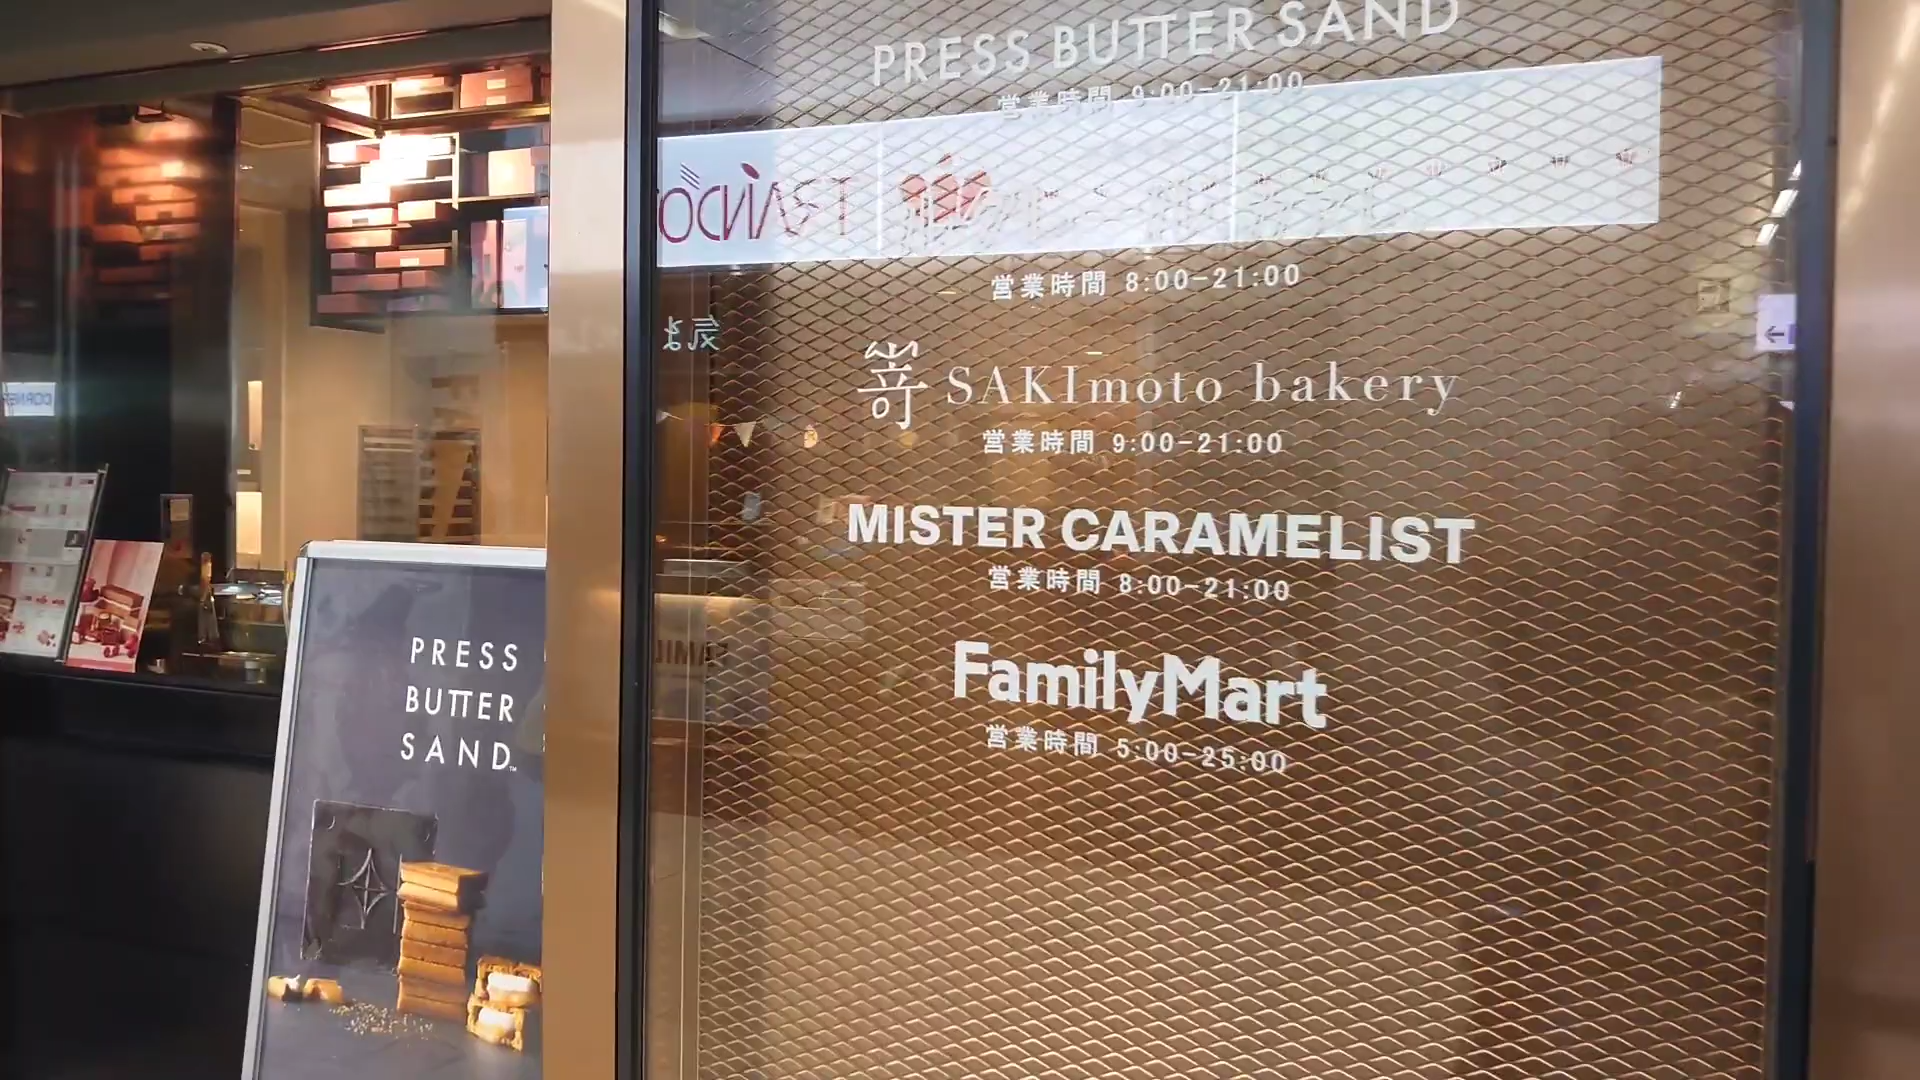 PRESS BUTTER SAND
営業時間 9:00-21:00
営業時間 8:00-21:00
嵜 SAKImoto bakery
営業時間 9:00-21:00
MISTER CARAMELIST
営業時間 8:00-21:00
FamilyMart
営業時間 5:00-25:00
PRESS
BUTTER
SAND